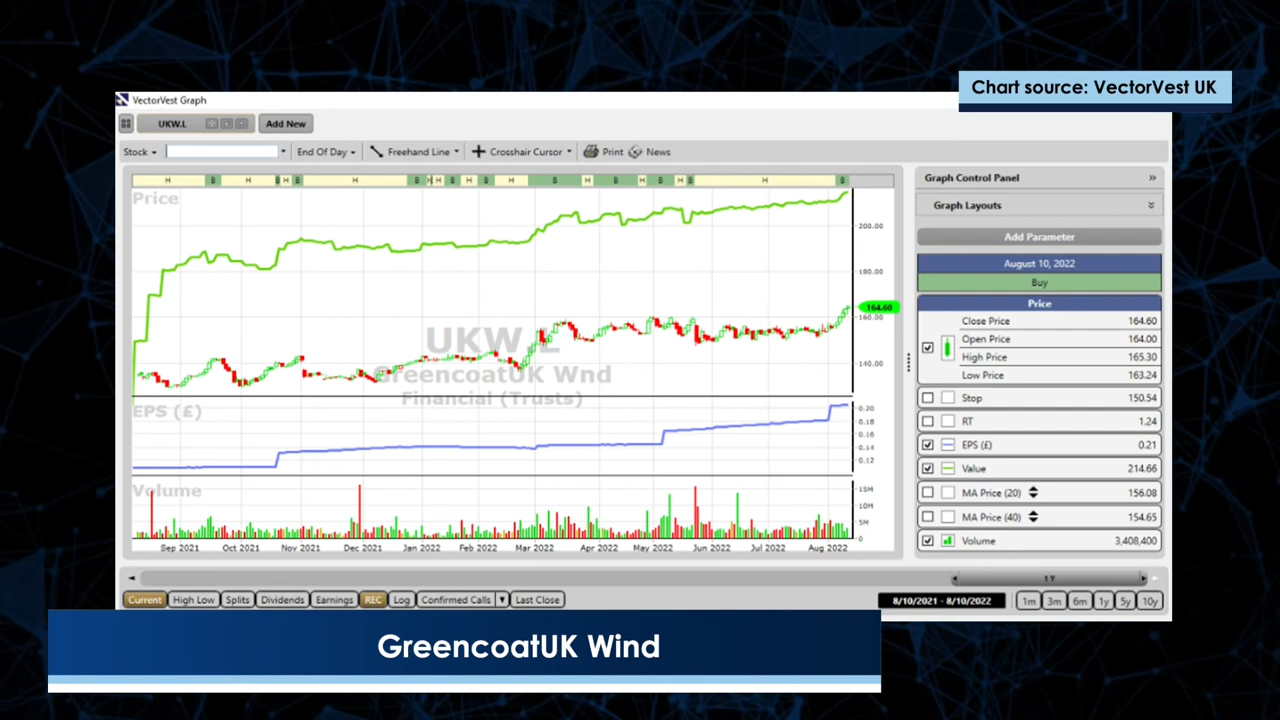 Chart source: VectorVest UK
VectorVest Graph
UKW.L Add New
Stock End Of Day Freehand Line Crosshair Cursor Print News
H B H B H B H B H H B H B H B H B H B H B H B
Price
200.00
180.00
164.60
160.00
140.00
UKW.L
GreencoatUK Wnd
Financial (Trusts)
EPS (£)
0.20
0.18
0.16
0.14
0.12
Volume
15M
10M
5M
0
Sep 2021 Oct 2021 Nov 2021 Dec 2021 Jan 2022 Feb 2022 Mar 2022 Apr 2022 May 2022 Jun 2022 Jul 2022 Aug 2022
Graph Control Panel »
Graph Layouts
Add Parameter
August 10, 2022
Buy
Price
Close Price 164.60
Open Price 164.00
High Price 165.30
Low Price 163.24
Stop 150.54
RT 1.24
EPS (£) 0.21
Value 214.66
MA Price (20) 156.08
MA Price (40) 154.65
Volume 3,408,400
1Y
Current High Low Splits Dividends Earnings REC Log Confirmed Calls Last Close 8/10/2021 - 8/10/2022 1m 3m 6m 1y 5y 10y
GreencoatUK Wind